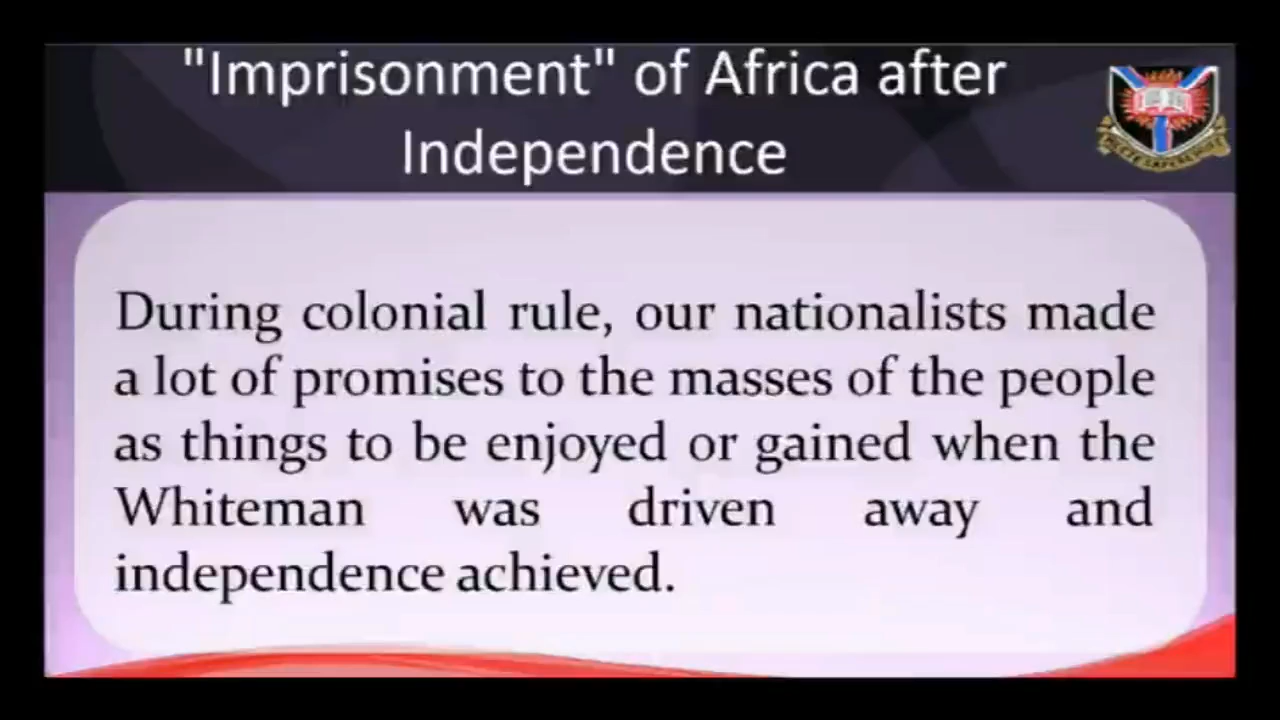 "Imprisonment" of Africa after
Independence
During colonial rule, our nationalists made
a lot of promises to the masses of the people
as things to be enjoyed or gained when the
Whiteman was driven away and
independence achieved.